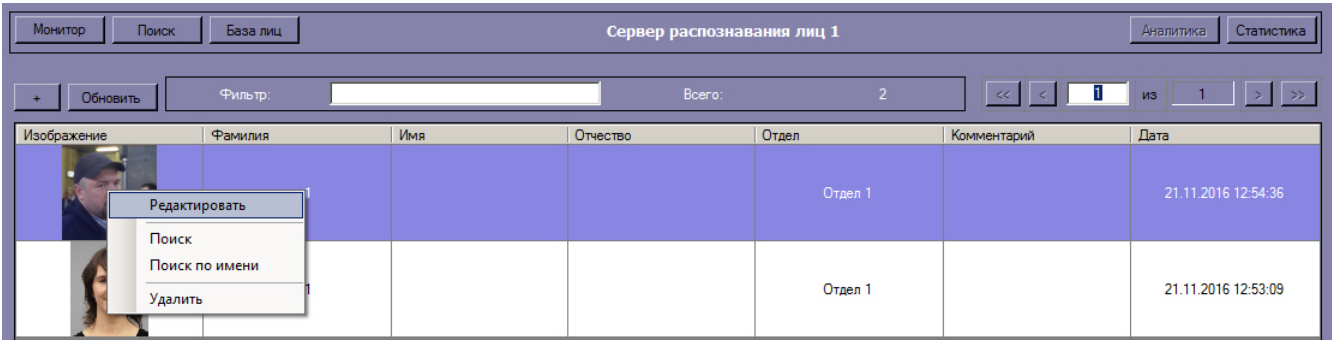 Монитор Поиск База лиц Сервер распознавания лиц 1 Аналитика Статистика
+ Обновить Фильтр: Всего: 2 << < 1 из 1 > >>
Изображение Фамилия Имя Отчество Отдел Комментарий Дата
1 Отдел 1 21.11.2016 12:54:36
Редактировать
Поиск
Поиск по имени
1 Отдел 1 21.11.2016 12:53:09
Удалить